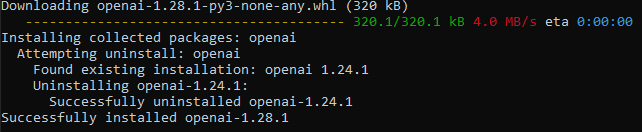 Downloading openai-1.28.1-py3-none-any.whl (320 kB)
---------------------------------------- 320.1/320.1 kB 4.0 MB/s eta 0:00:00
Installing collected packages: openai
Attempting uninstall: openai
Found existing installation: openai 1.24.1
Uninstalling openai-1.24.1:
Successfully uninstalled openai-1.24.1
Successfully installed openai-1.28.1